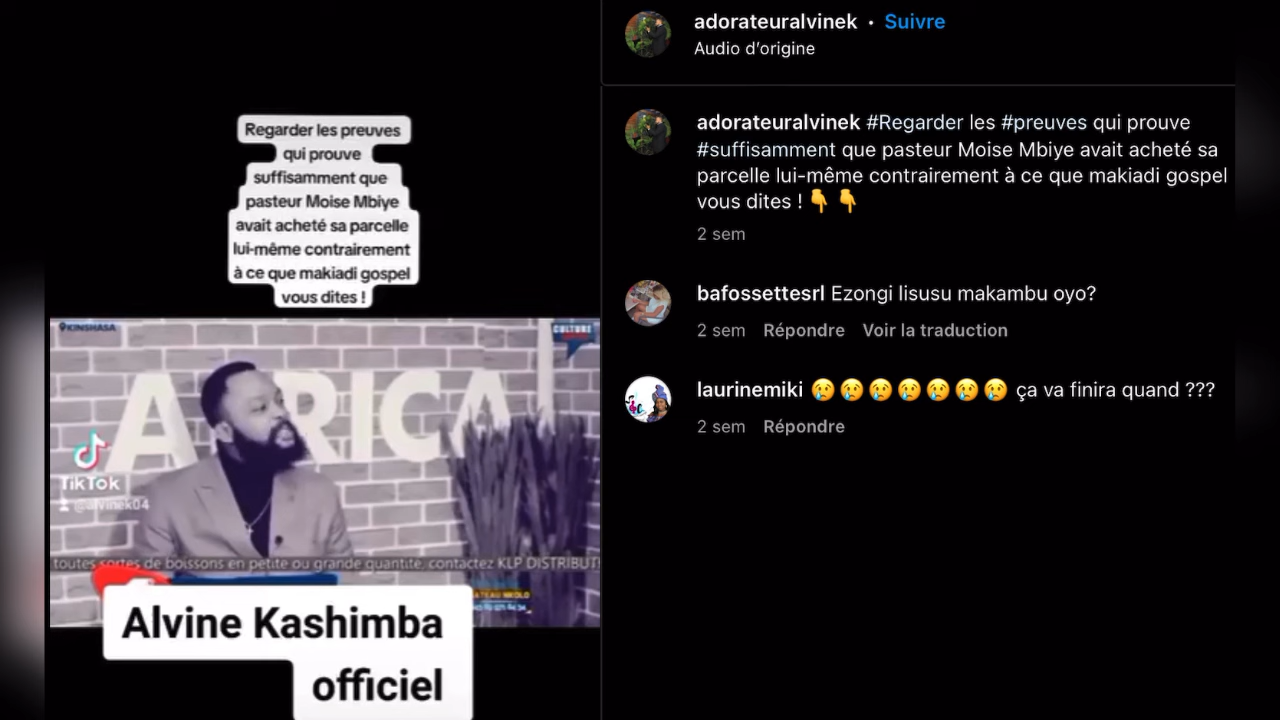 Regarder les preuves
qui prouve
suffisamment que
pasteur Moise Mbiye
avait acheté sa parcelle
lui-même contrairement
à ce que makiadi gospel
vous dites !
KINSHASA
CULTURE
AFRICA
TikTok
@alvinek04
toutes sortes de boissons en petite ou grande quantité, contactez KLP DISTRIBUT
Alvine Kashimba
officiel
adorateuralvinek • Suivre
Audio d’origine
adorateuralvinek #Regarder les #preuves qui prouve
#suffisamment que pasteur Moise Mbiye avait acheté sa
parcelle lui-même contrairement à ce que makiadi gospel
vous dites ! 👇 👇
2 sem
bafossettesrl Ezongi lisusu makambu oyo?
2 sem Répondre Voir la traduction
laurinemiki 😢😢😢😢😢😢😢 ça va finira quand ???
2 sem Répondre